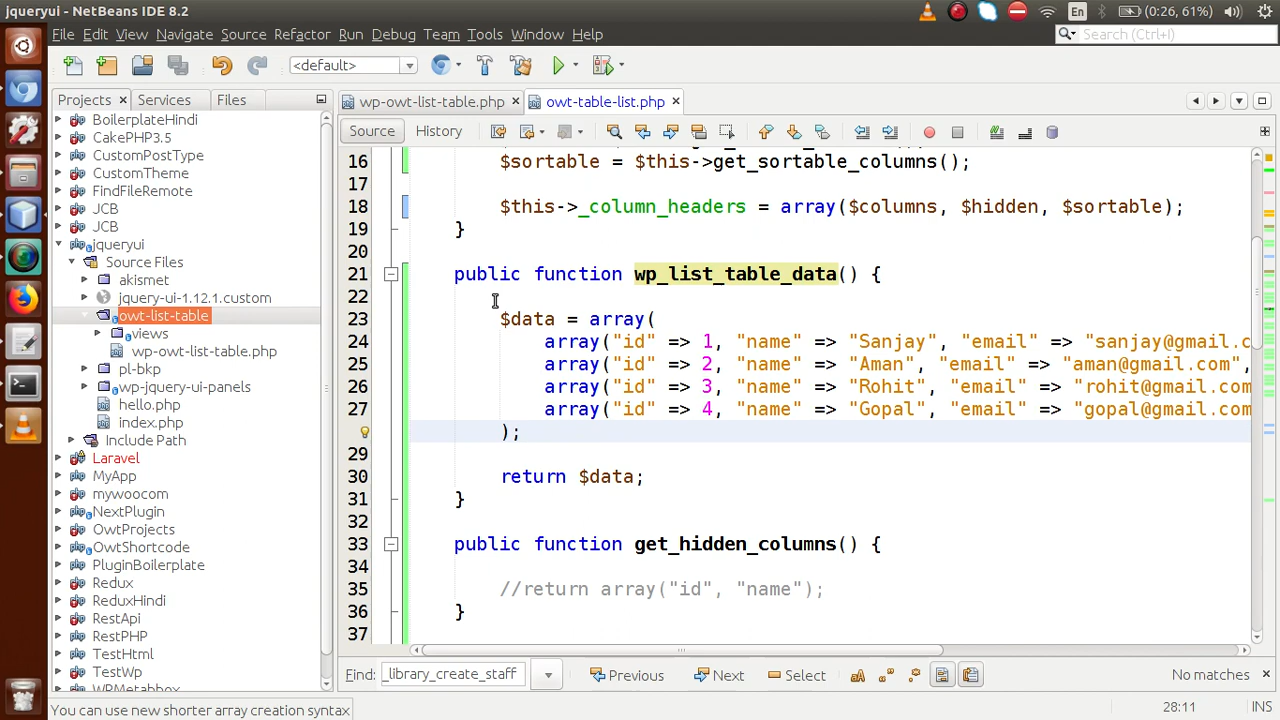 jqueryui - NetBeans IDE 8.2
En
(0:26, 61%)
File Edit View Navigate Source Refactor Run Debug Team Tools Window Help
Search (Ctrl+I)
<default>
Projects
Services
Files
wp-owt-list-table.php
owt-table-list.php
Source
History
BoilerplateHindi
CakePHP3.5
CustomPostType
CustomTheme
FindFileRemote
JCB
JCB
jqueryui
Source Files
akismet
jquery-ui-1.12.1.custom
owt-list-table
views
wp-owt-list-table.php
pl-bkp
wp-jquery-ui-panels
hello.php
index.php
Include Path
Laravel
MyApp
mywoocom
NextPlugin
OwtProjects
OwtShortcode
PluginBoilerplate
Redux
ReduxHindi
RestApi
RestPHP
TestHtml
TestWp
WPMetabbox
16 $sortable = $this->get_sortable_columns();
17
18 $this->_column_headers = array($columns, $hidden, $sortable);
19 }
20
21 public function wp_list_table_data() {
22
23 $data = array(
24 array("id" => 1, "name" => "Sanjay", "email" => "sanjay@gmail.c
25 array("id" => 2, "name" => "Aman", "email" => "aman@gmail.com",
26 array("id" => 3, "name" => "Rohit", "email" => "rohit@gmail.com
27 array("id" => 4, "name" => "Gopal", "email" => "gopal@gmail.com
);
29
30 return $data;
31 }
32
33 public function get_hidden_columns() {
34
35 //return array("id", "name");
36 }
37
Find: _library_create_staff
Previous
Next
Select
No matches
You can use new shorter array creation syntax
28:11
INS